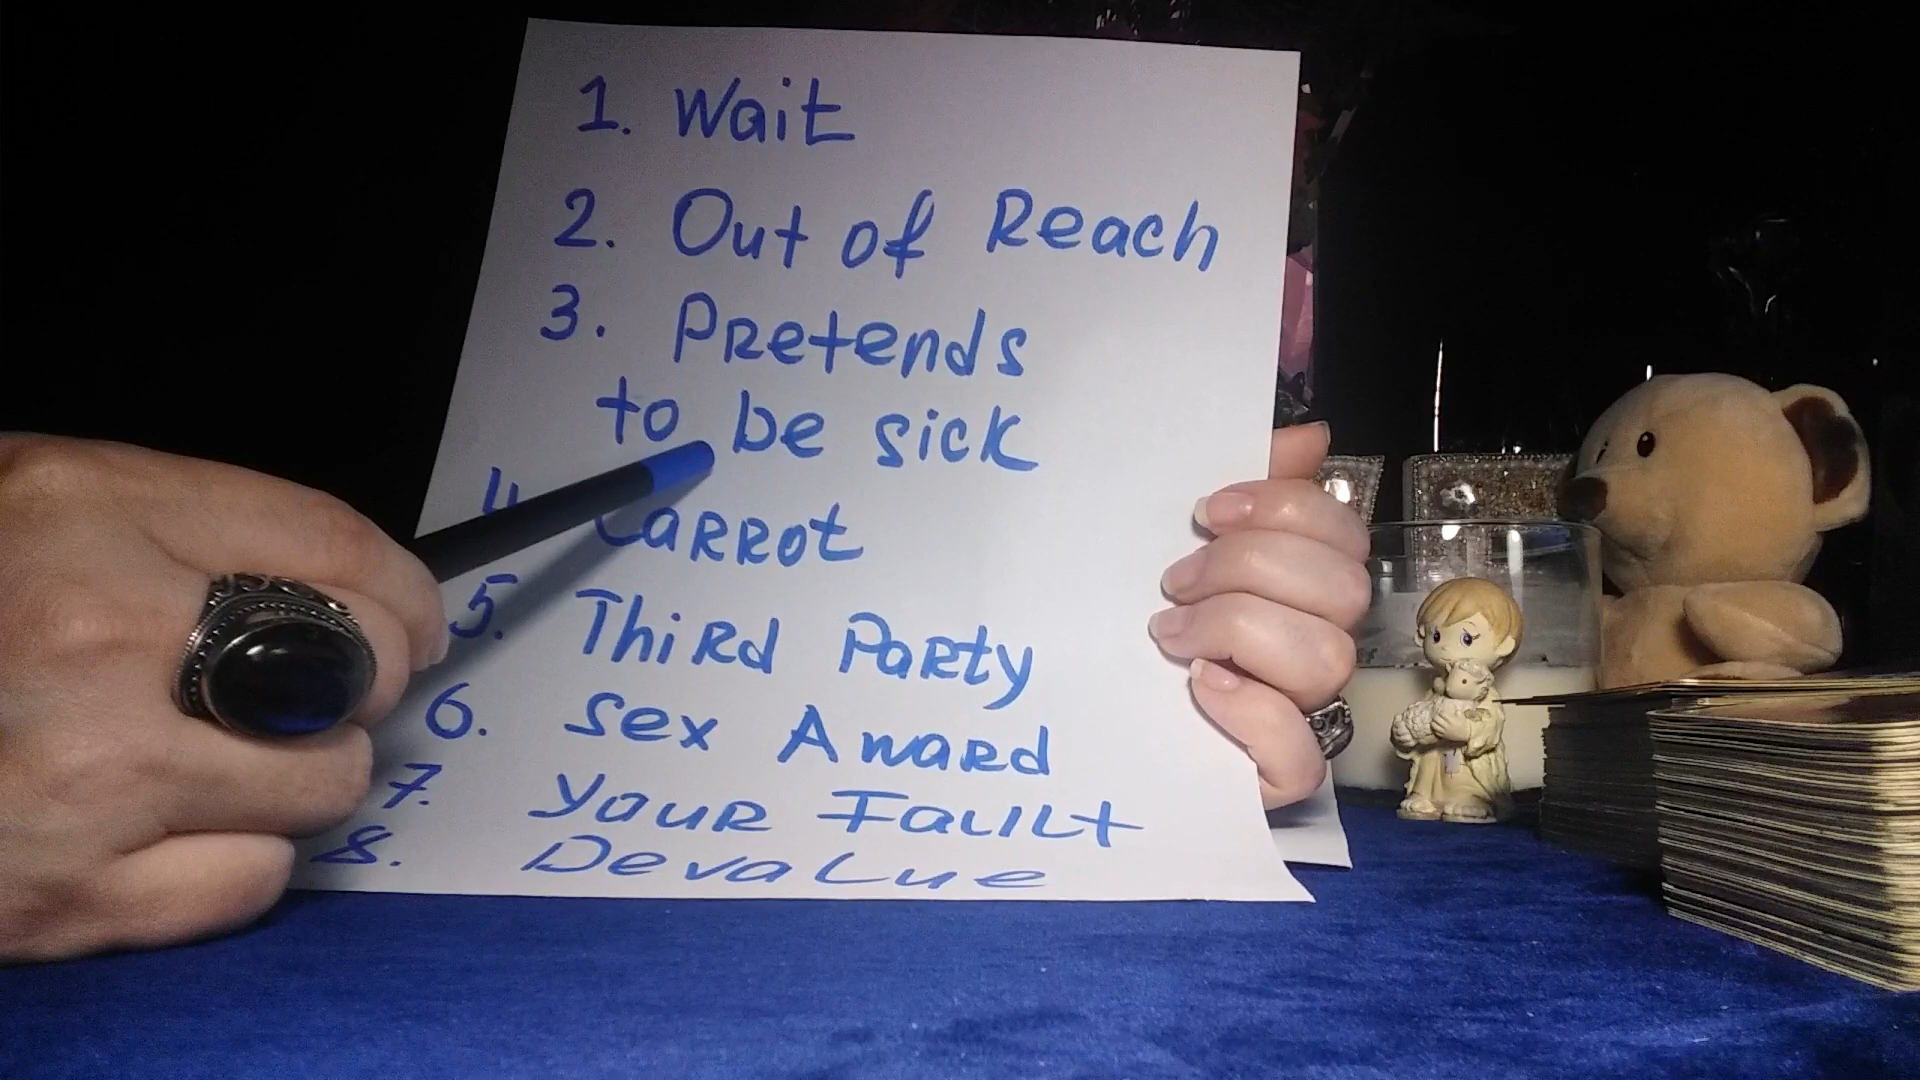 1. Wait
2. Out of Reach
3. Pretends
to be sick
4 Carrot
5. Third Party
6. Sex Award
7. Your Fault
8. Devalue